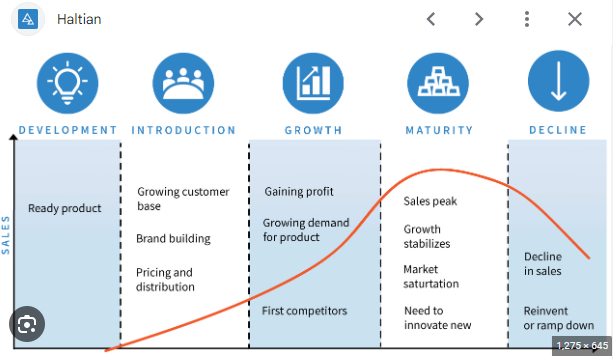 Haltian
DEVELOPMENT
INTRODUCTION
GROWTH
MATURITY
DECLINE
SALES
Ready product
Growing customer
base
Brand building
Pricing and
distribution
Gaining profit
Growing demand
for product
First competitors
Sales peak
Growth
stabilizes
Market
saturtation
Need to
innovate new
Decline
in sales
Reinvent
or ramp down
1,275 × 645